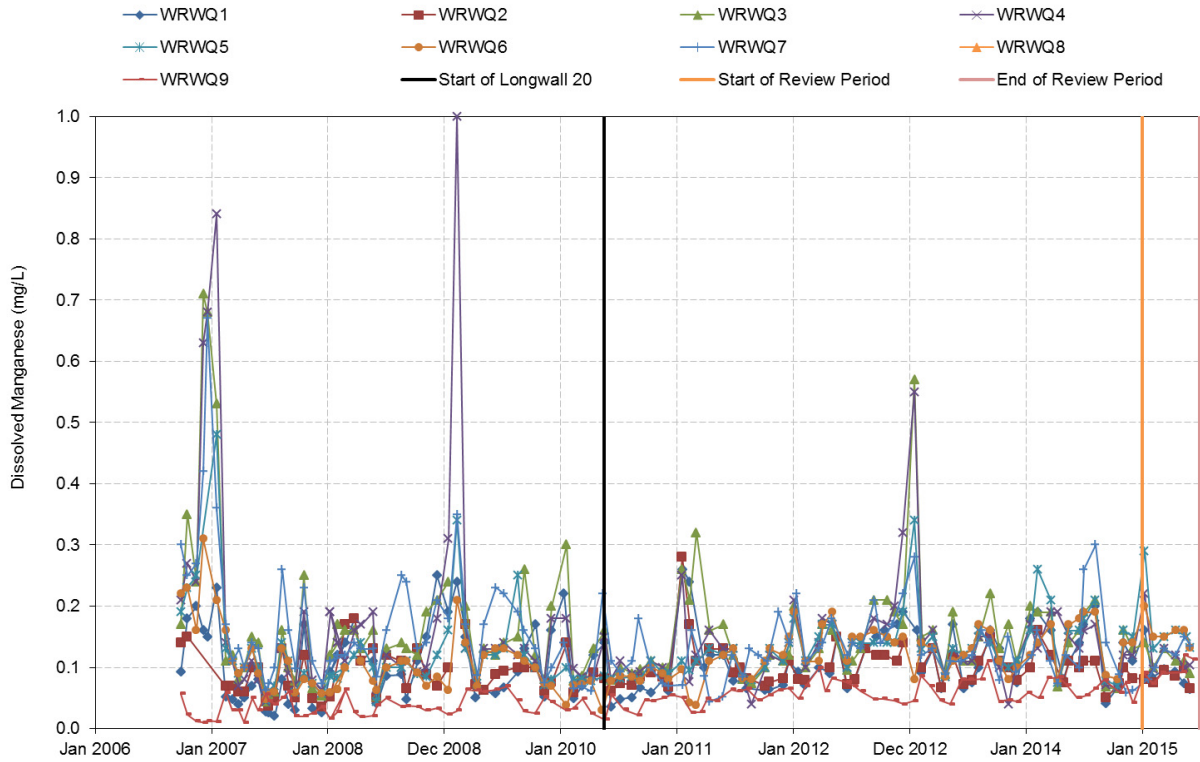 WRWQ1 WRWQ2 WRWQ3 WRWQ4
WRWQ5 WRWQ6 WRWQ7 WRWQ8
WRWQ9 Start of Longwall 20 Start of Review Period End of Review Period
Dissolved Manganese (mg/L)
1.0
0.9
0.8
0.7
0.6
0.5
0.4
0.3
0.2
0.1
0.0
Jan 2006 Jan 2007 Jan 2008 Dec 2008 Jan 2010 Jan 2011 Jan 2012 Dec 2012 Jan 2014 Jan 2015